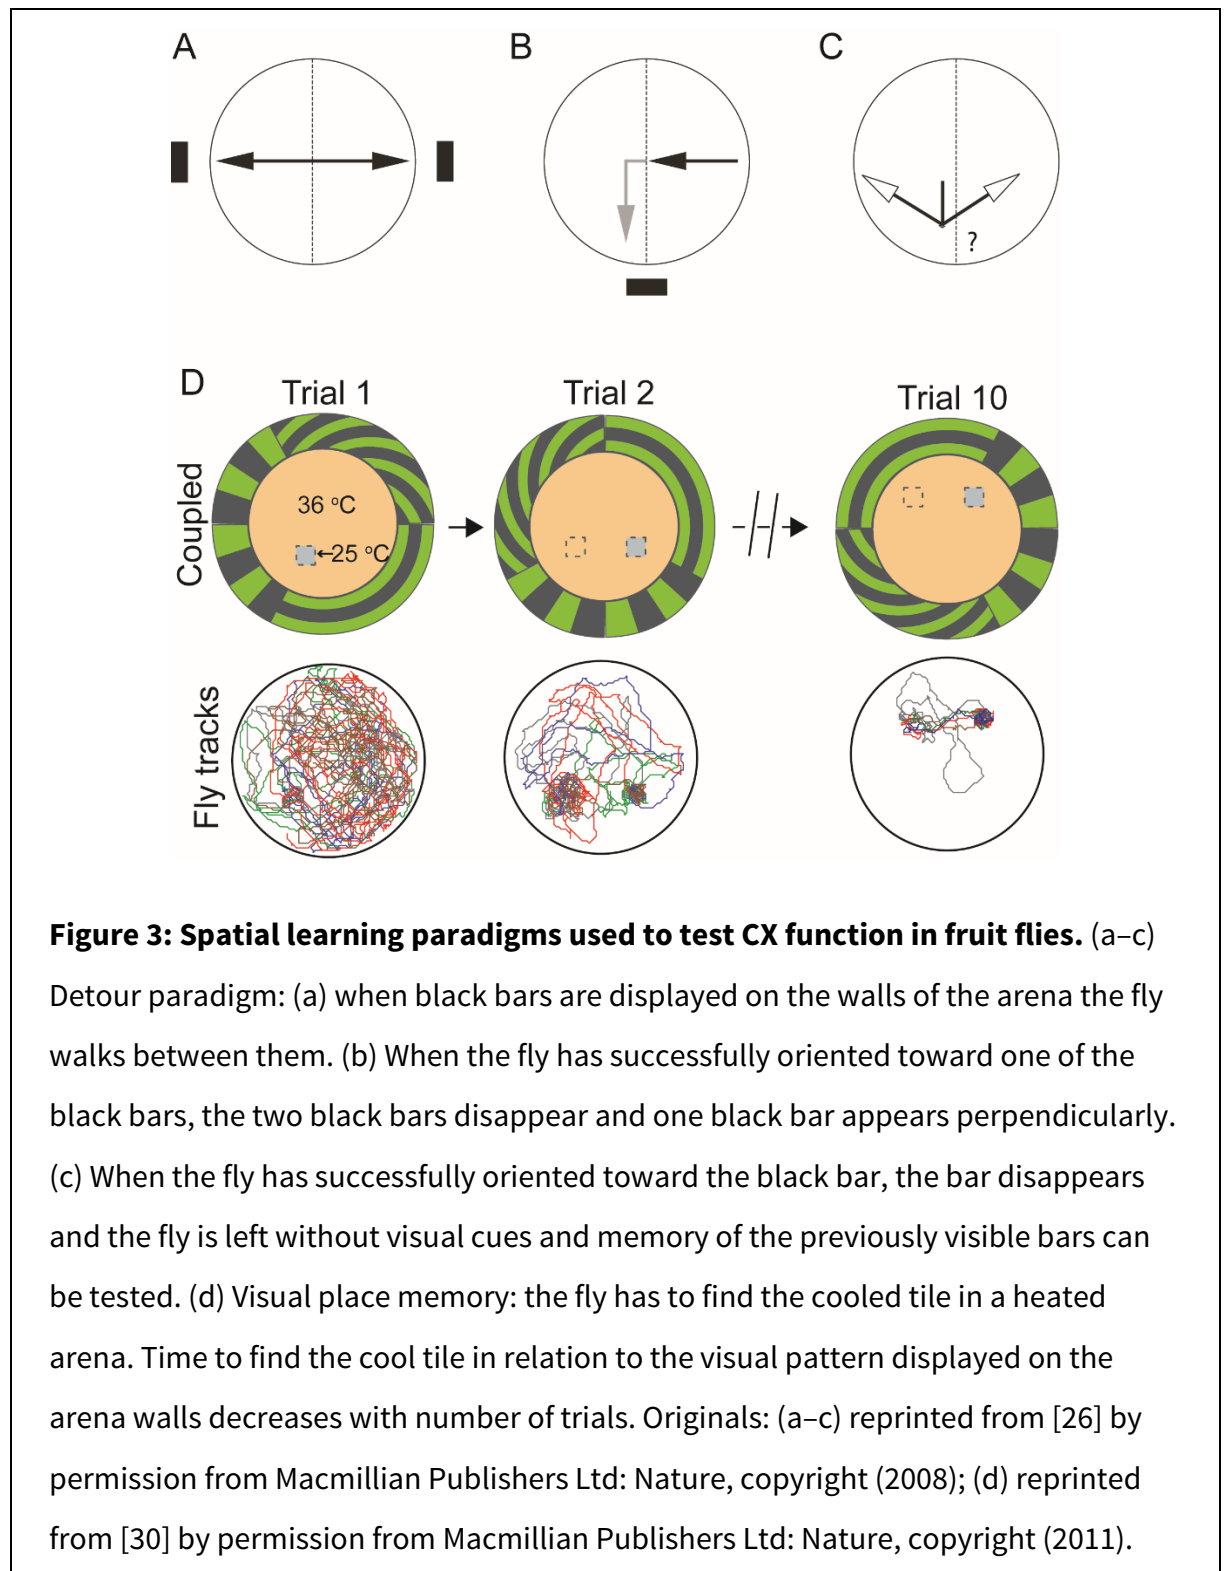 A
B
C
?
D
Trial 1
Trial 2
Trial 10
Coupled
36 °C
←25 °C
Fly tracks
Figure 3: Spatial learning paradigms used to test CX function in fruit flies. (a–c)
Detour paradigm: (a) when black bars are displayed on the walls of the arena the fly
walks between them. (b) When the fly has successfully oriented toward one of the
black bars, the two black bars disappear and one black bar appears perpendicularly.
(c) When the fly has successfully oriented toward the black bar, the bar disappears
and the fly is left without visual cues and memory of the previously visible bars can
be tested. (d) Visual place memory: the fly has to find the cooled tile in a heated
arena. Time to find the cool tile in relation to the visual pattern displayed on the
arena walls decreases with number of trials. Originals: (a–c) reprinted from [26] by
permission from Macmillian Publishers Ltd: Nature, copyright (2008); (d) reprinted
from [30] by permission from Macmillian Publishers Ltd: Nature, copyright (2011).